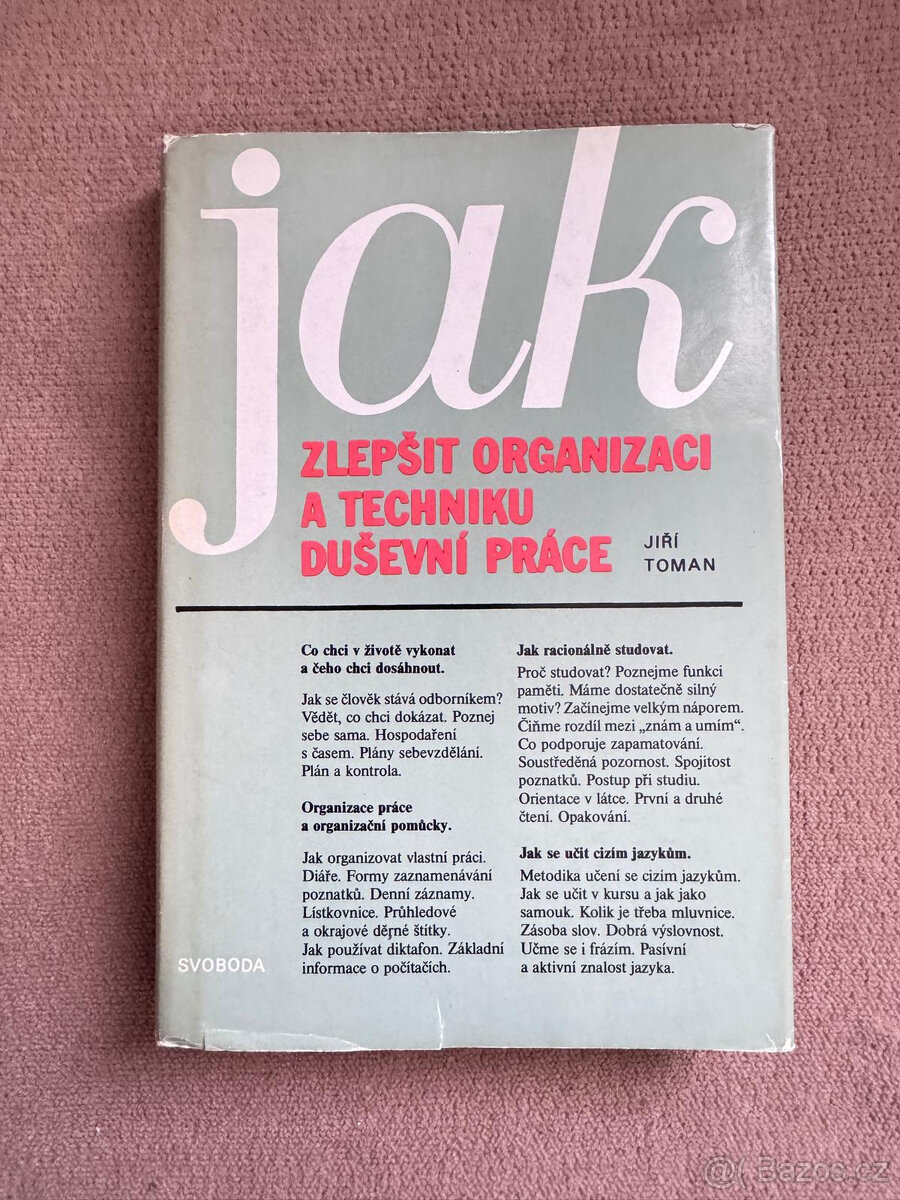 jak
ZLEPŠIT ORGANIZACI
A TECHNIKU
DUŠEVNÍ PRÁCE
JIŘÍ
TOMAN
Co chci v životě vykonat
a čeho chci dosáhnout.
Jak se člověk stává odborníkem?
Vědět, co chci dokázat. Poznej
sebe sama. Hospodaření
s časem. Plány sebevzdělání.
Plán a kontrola.
Organizace práce
a organizační pomůcky.
Jak organizovat vlastní práci.
Diáře. Formy zaznamenávání
poznatků. Denní záznamy.
Lístkovnice. Průhledové
a okrajové děrné štítky.
Jak používat diktafon. Základní
informace o počítačích.
Jak racionálně studovat.
Proč studovat? Poznejme funkci
paměti. Máme dostatečně silný
motiv? Začínejme velkým náporem.
Čiňme rozdíl mezi „znám a umím“.
Co podporuje zapamatování.
Soustředěná pozornost. Spojitost
poznatků. Postup při studiu.
Orientace v látce. První a druhé
čtení. Opakování.
Jak se učit cizím jazykům.
Metodika učení se cizím jazykům.
Jak se učit v kursu a jak jako
samouk. Kolik je třeba mluvnice.
Zásoba slov. Dobrá výslovnost.
Učme se i frázím. Pasívní
a aktivní znalost jazyka.
SVOBODA
@( Bazos.cz